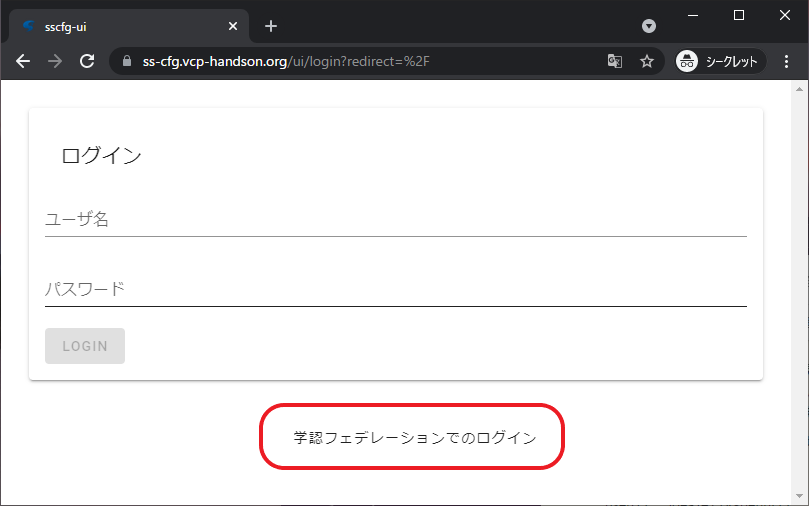 sscfg-ui
ss-cfg.vcp-handson.org/ui/login?redirect=%2F
シークレット
ログイン
ユーザ名
パスワード
LOGIN
学認フェデレーションでのログイン